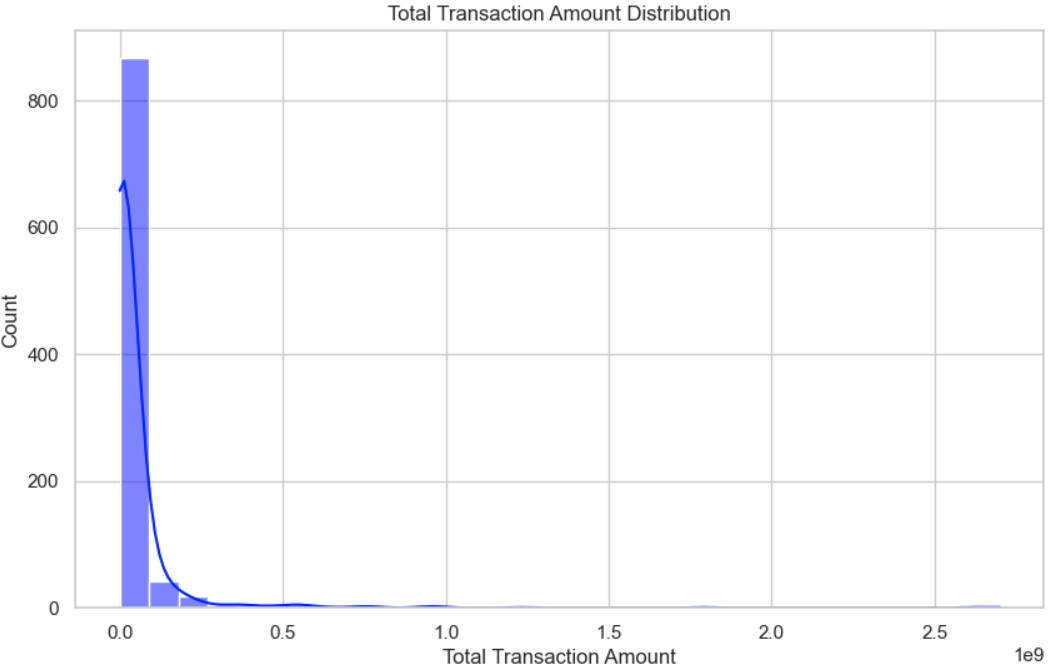 Total Transaction Amount Distribution
Count
800
600
400
200
0
0.0 0.5 1.0 1.5 2.0 2.5
1e9
Total Transaction Amount